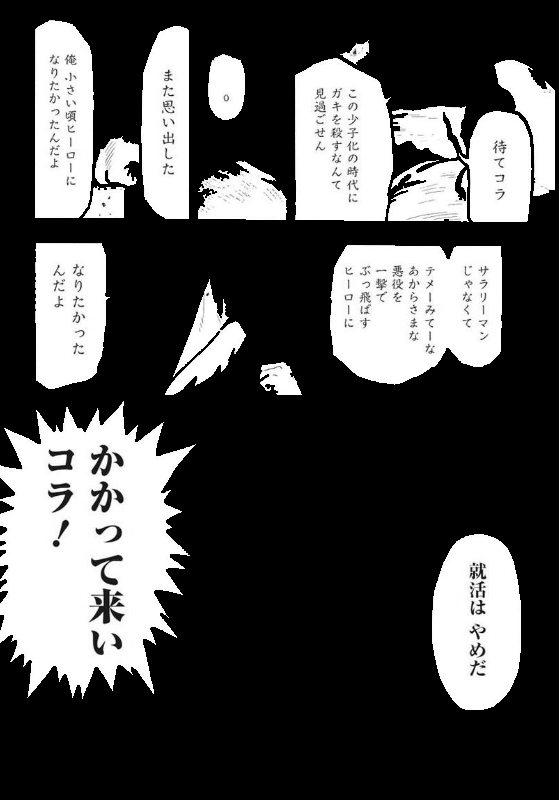 待てコラ
この少子化の時代に
ガキを殺すなんて
見過ごせん
。
また思い出した
俺 小さい頃ヒーローに
なりたかったんだよ
サラリーマン
じゃなくて
テメーみてーな
あからさまな
悪役を
一撃で
ぶっ飛ばす
ヒーローに
なりたかった
んだよ
就活は やめだ
かかって来い
コラ！